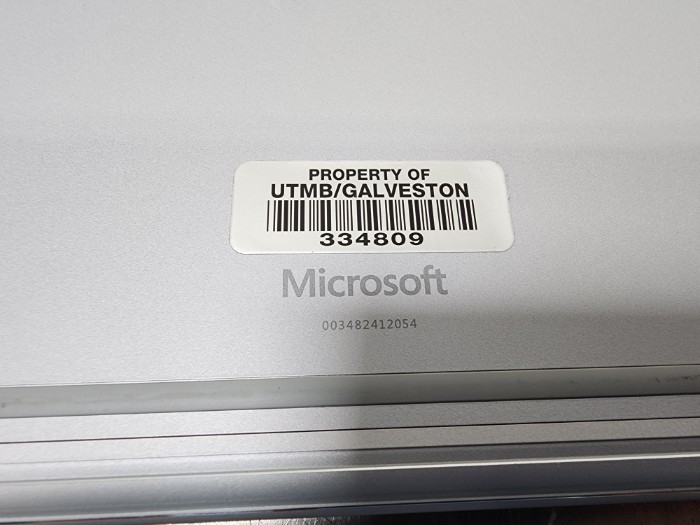 PROPERTY OF
UTMB/GALVESTON
334809
Microsoft
003482412054